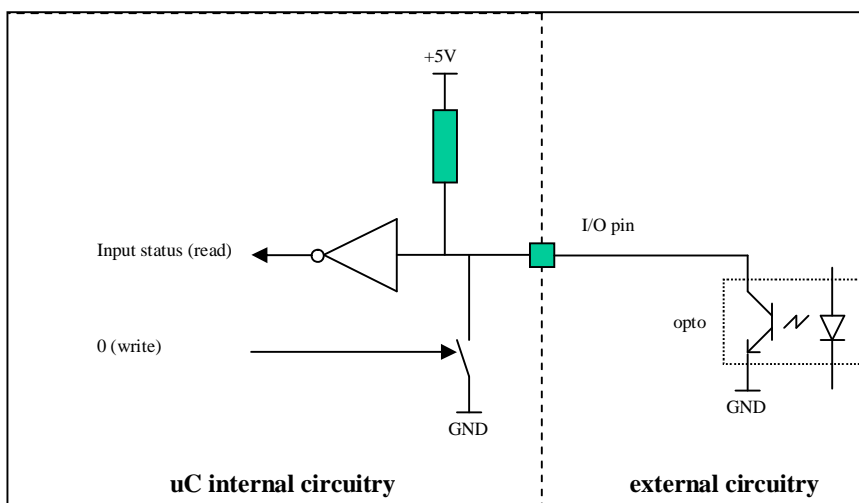 +5V
I/O pin
Input status (read)
opto
0 (write)
GND
GND
uC internal circuitry
external circuitry